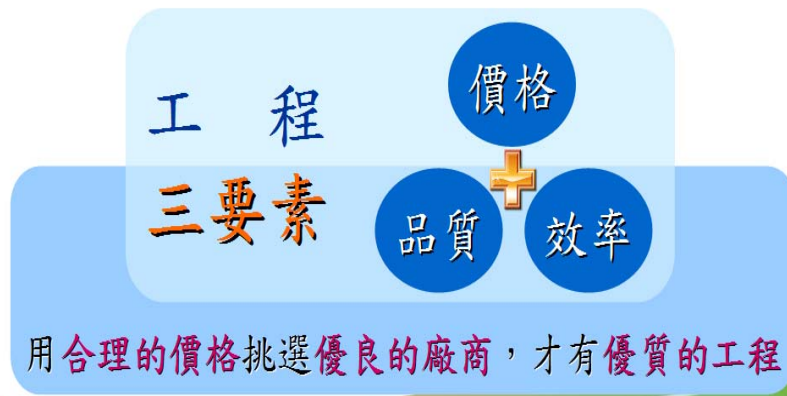 工 程
三要素
價格
品質
效率
用合理的價格挑選優良的廠商，才有優質的工程